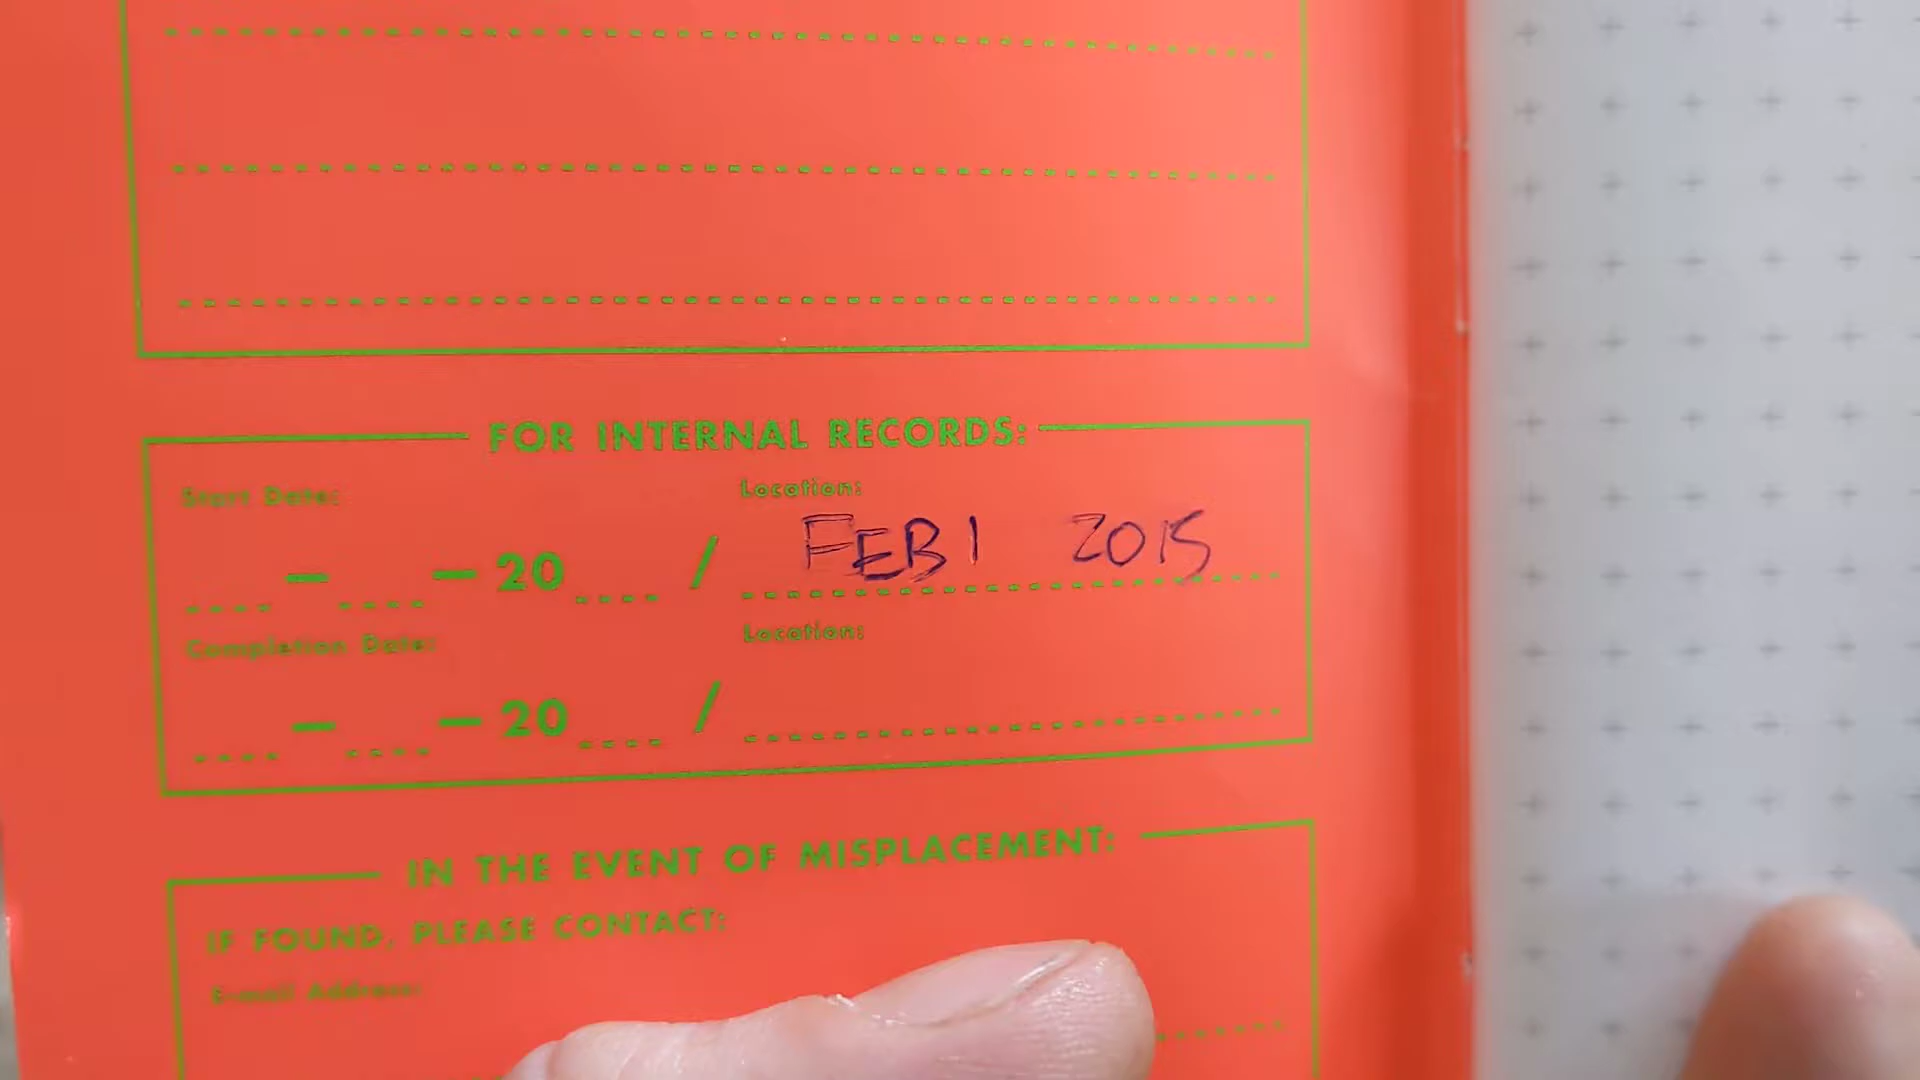 FOR INTERNAL RECORDS:
Start Date: Location:
— — 20 / FEB 1 2015
Completion Date: Location:
— — 20 /
IN THE EVENT OF MISPLACEMENT:
IF FOUND, PLEASE CONTACT:
E-mail Address: